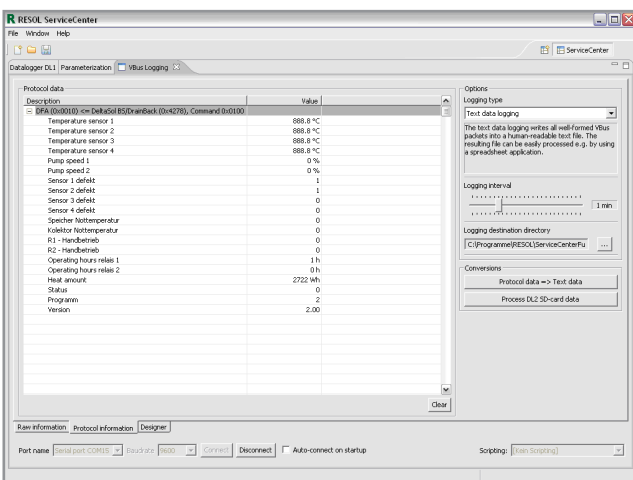 RESOL ServiceCenter
File Window Help
ServiceCenter
Datalogger DL1 Parameterization VBus Logging
Protocol data
Description Value
DFA (0x0010) <= DeltaSol BS/DrainBack (0x4278), Command 0x0100
Temperature sensor 1 888.8 °C
Temperature sensor 2 888.8 °C
Temperature sensor 3 888.8 °C
Temperature sensor 4 888.8 °C
Pump speed 1 0 %
Pump speed 2 0 %
Sensor 1 defekt 1
Sensor 2 defekt 1
Sensor 3 defekt 0
Sensor 4 defekt 0
Speicher Nottemperatur 0
Kolektor Nottemperatur 0
R1 - Handbetrieb 0
R2 - Handbetrieb 0
Operating hours relais 1 1 h
Operating hours relais 2 0 h
Heat amount 2722 Wh
Status 0
Programm 2
Version 2.00
Clear
Options
Logging type
Text data logging
The text data logging writes all well-formed VBus
packets into a human-readable text file. The
resulting file can be easily processed e.g. by using
a spreadsheet application.
Logging interval
1 min
Logging destination directory
C:\Programme\RESOL\ServiceCenterFu ...
Conversions
Protocol data => Text data
Process DL2 SD-card data
Raw information Protocol information Designer
Port name Serial port COM15 Baudrate 9600 Connect Disconnect Auto-connect on startup Scripting: [Kein Scripting]